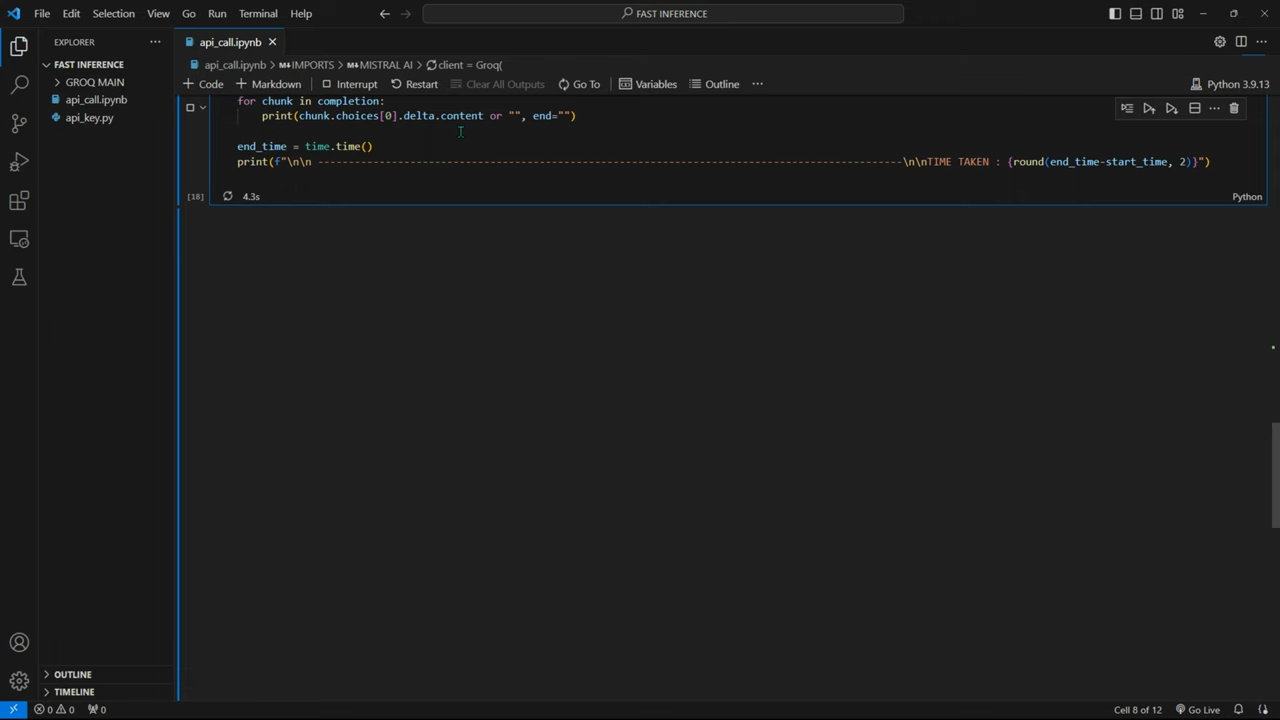 File Edit Selection View Go Run Terminal Help
FAST INFERENCE
EXPLORER
api_call.ipynb
FAST INFERENCE
GROQ MAIN
api_call.ipynb
api_key.py
api_call.ipynb > IMPORTS > MISTRAL AI > client = Groq(
Code Markdown Interrupt Restart Clear All Outputs Go To Variables Outline Python 3.9.13
for chunk in completion:
print(chunk.choices[0].delta.content or "", end="")
end_time = time.time()
print(f"\n\n -----------------------------------------------------------------------------------------------\n\nTIME TAKEN : {round(end_time-start_time, 2)}")
[18] 4.3s Python
OUTLINE
TIMELINE
0 0 0 Cell 8 of 12 Go Live